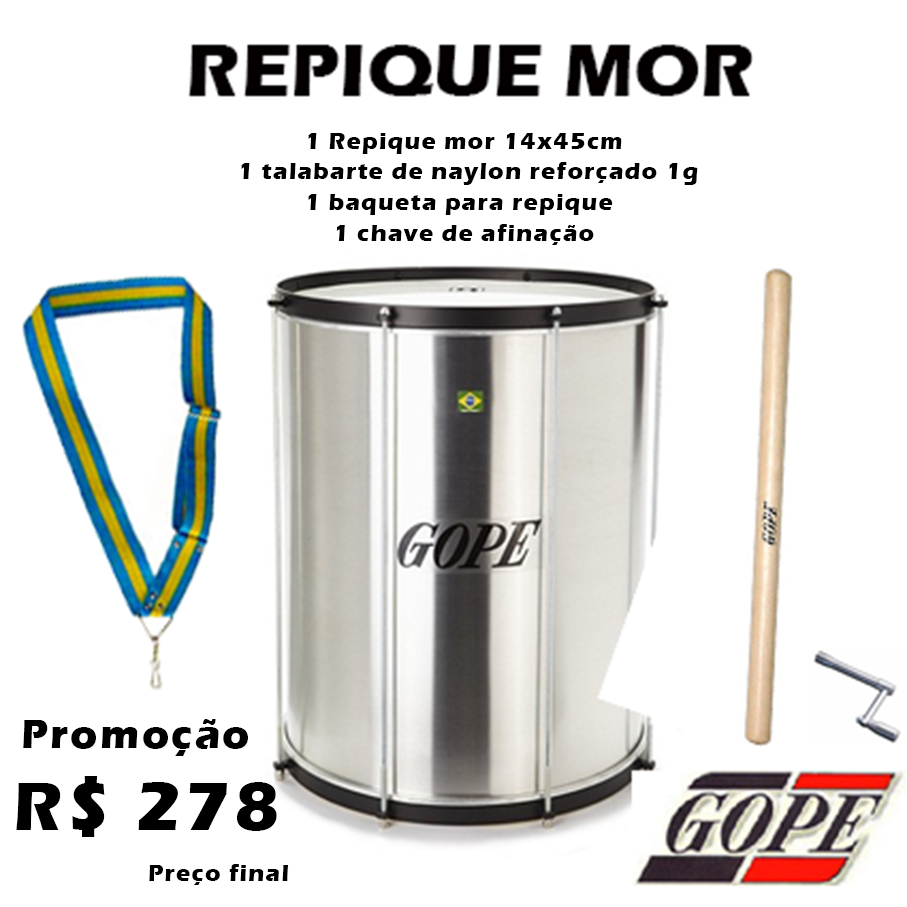 REPIQUE MOR
1 Repique mor 14x45cm
1 talabarte de naylon reforçado 1g
1 baqueta para repique
1 chave de afinação
GOPE
GOPE
Promoção
R$ 278
Preço final
GOPE